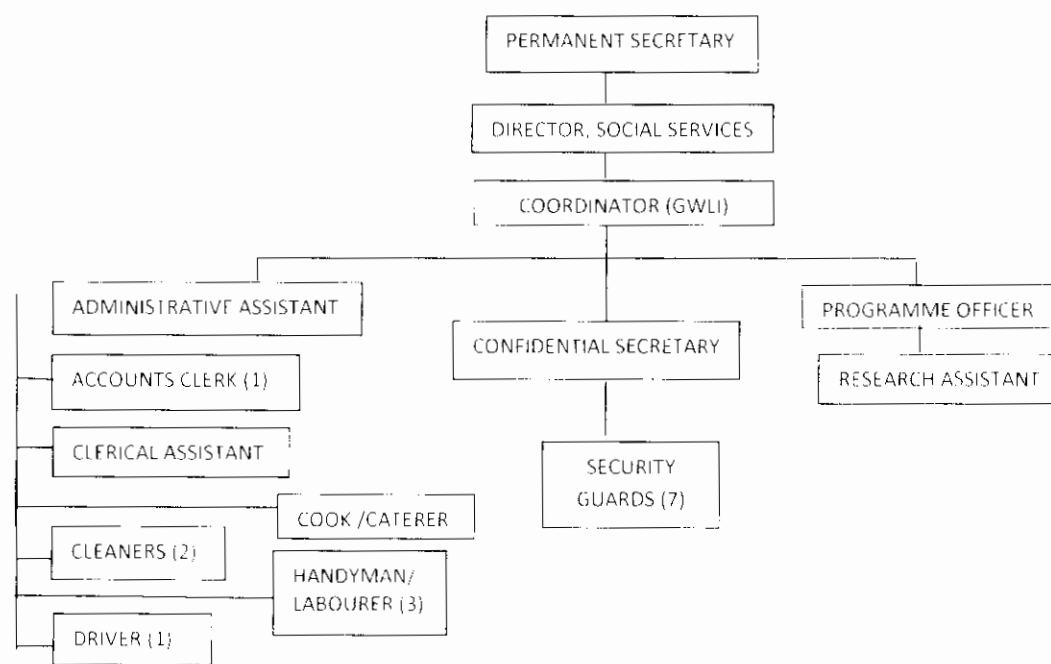 PERMANENT SECRETARY
DIRECTOR, SOCIAL SERVICES
COORDINATOR (GWLI)
ADMINISTRATIVE ASSISTANT
PROGRAMME OFFICER
CONFIDENTIAL SECRETARY
ACCOUNTS CLERK (1)
RESEARCH ASSISTANT
CLERICAL ASSISTANT
SECURITY
GUARDS (7)
COOK /CATERER
CLEANERS (2)
HANDYMAN/
LABOURER (3)
DRIVER (1)